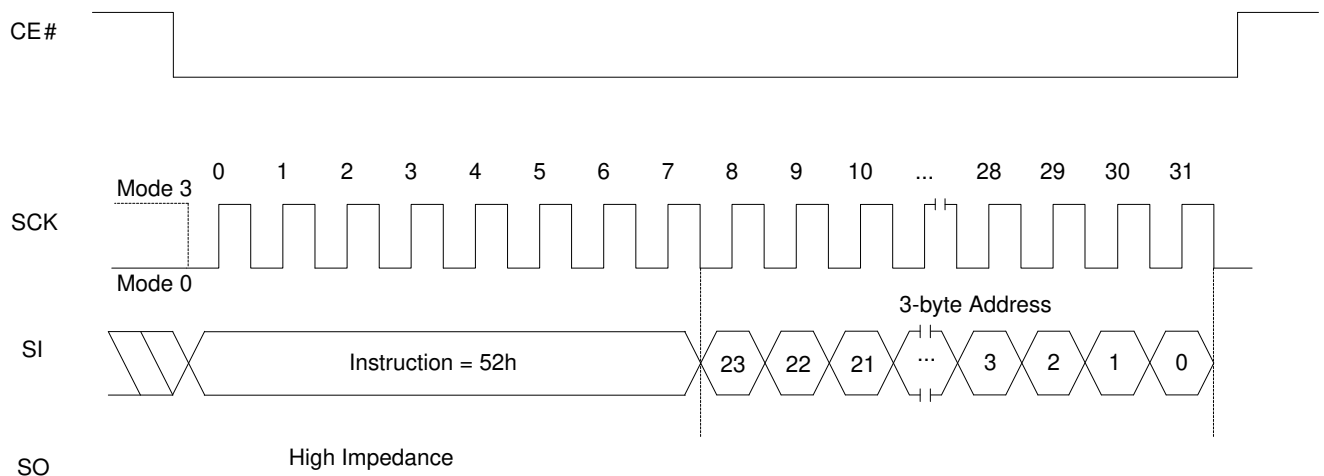 CE#
0 1 2 3 4 5 6 7 8 9 10 ... 28 29 30 31
Mode 3
SCK
Mode 0
3-byte Address
SI
Instruction = 52h
23 22 21 ... 3 2 1 0
High Impedance
SO